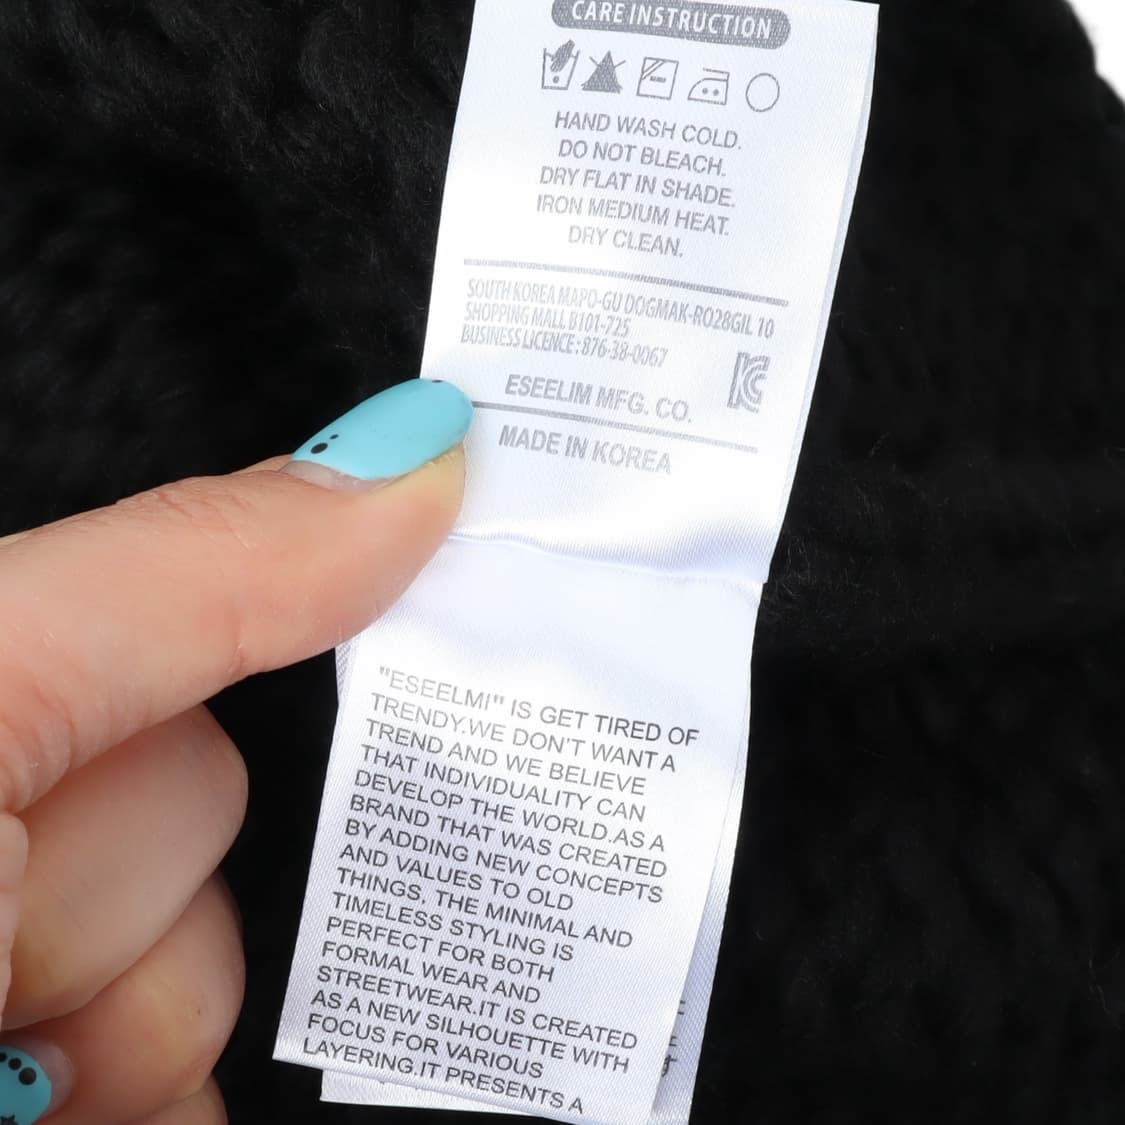 CARE INSTRUCTION
HAND WASH COLD.
DO NOT BLEACH.
DRY FLAT IN SHADE.
IRON MEDIUM HEAT.
DRY CLEAN.
SOUTH KOREA MAPO-GU DOGMAK-RO28GIL 10
SHOPPING MALL B101-725
BUSINESS LICENCE : 876-38-0067
ESEELIM MFG. CO.
MADE IN KOREA
"ESEELMI" IS GET TIRED OF
TRENDY.WE DON'T WANT A
TREND AND WE BELIEVE
THAT INDIVIDUALITY CAN
DEVELOP THE WORLD.AS A
BRAND THAT WAS CREATED
BY ADDING NEW CONCEPTS
AND VALUES TO OLD
THINGS, THE MINIMAL AND
TIMELESS STYLING IS
PERFECT FOR BOTH
FORMAL WEAR AND
STREETWEAR.IT IS CREATED
AS A NEW SILHOUETTE WITH
FOCUS FOR VARIOUS
LAYERING.IT PRESENTS A